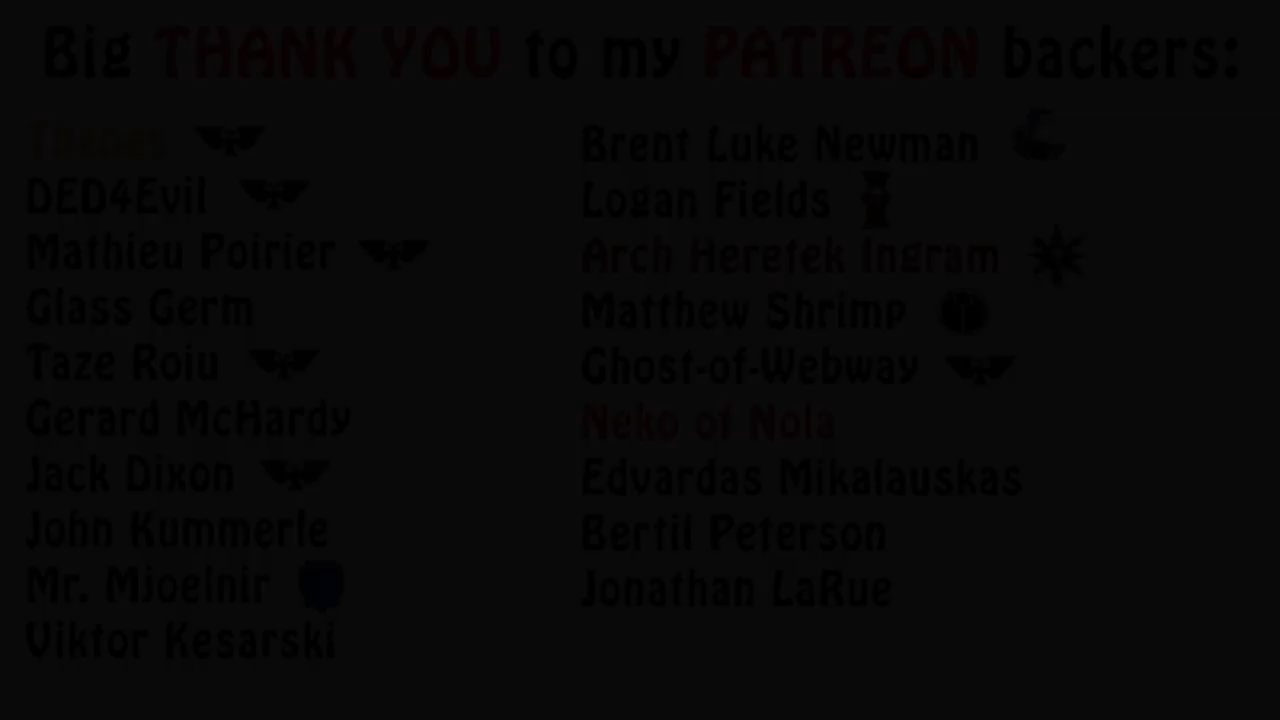 Big THANK YOU to my PATREON backers:
DED4Evil
Mathieu Poirier
Glass Germ
Taze Roiu
Gerard McHardy
Jack Dixon
John Kummerle
Mr. Mjoelnir
Viktor Kesarski
Brent Luke Newman
Logan Fields
Arch Heretek Ingram
Matthew Shrimp
Ghost-of-Webway
Neko of Nola
Edvardas Mikalauskas
Bertil Peterson
Jonathan LaRue